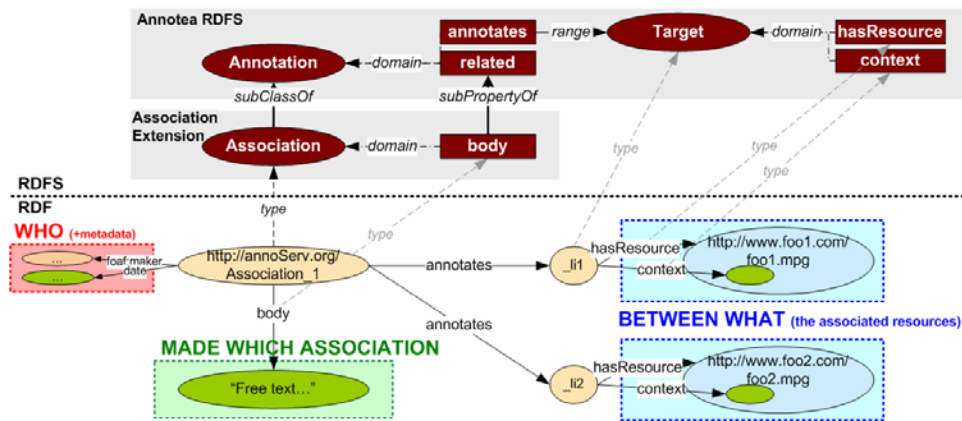 Annotea RDFS
annotates
range
Target
domain
hasResource
Annotation
domain
related
context
subClassOf
subPropertyOf
Association
Extension
Association
domain
body
type
type
RDFS
RDF
type
type
type
WHO (+metadata)
...
foaf:maker
...
date
http://annoServ.org/
Association_1
annotates
_li1
hasResource
context
http://www.foo1.com/
foo1.mpg
body
annotates
BETWEEN WHAT (the associated resources)
MADE WHICH ASSOCIATION
"Free text..."
_li2
hasResource
context
http://www.foo2.com/
foo2.mpg